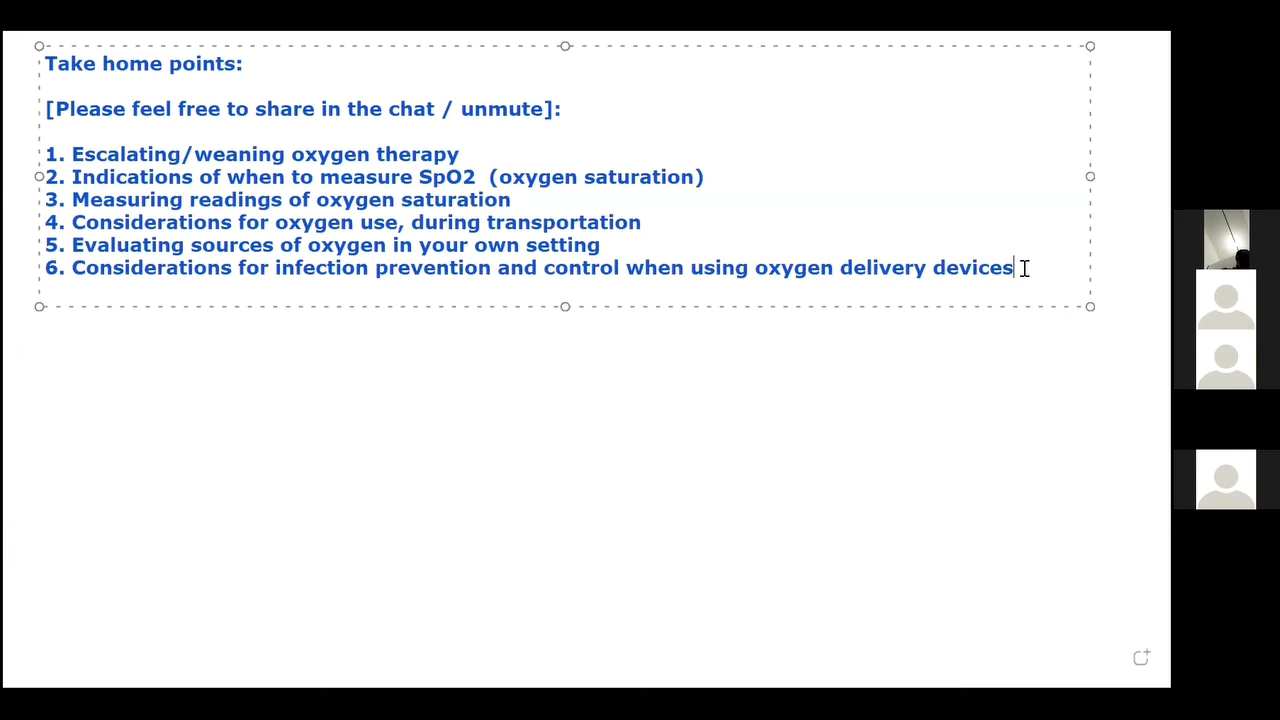 Take home points:
[Please feel free to share in the chat / unmute]:
1. Escalating/weaning oxygen therapy
2. Indications of when to measure SpO2  (oxygen saturation)
3. Measuring readings of oxygen saturation
4. Considerations for oxygen use, during transportation
5. Evaluating sources of oxygen in your own setting
6. Considerations for infection prevention and control when using oxygen delivery devices